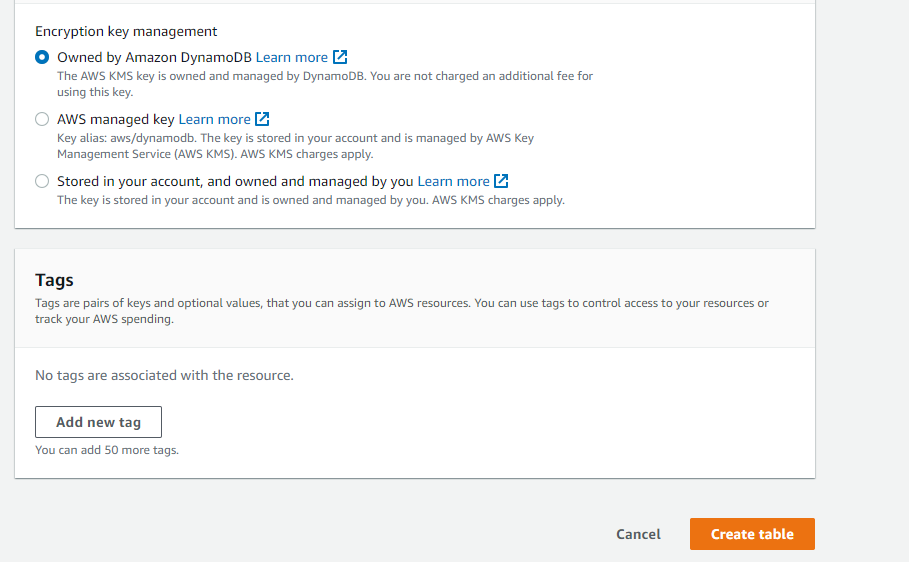 Encryption key management
Owned by Amazon DynamoDB Learn more
The AWS KMS key is owned and managed by DynamoDB. You are not charged an additional fee for
using this key.
AWS managed key Learn more
Key alias: aws/dynamodb. The key is stored in your account and is managed by AWS Key
Management Service (AWS KMS). AWS KMS charges apply.
Stored in your account, and owned and managed by you Learn more
The key is stored in your account and is owned and managed by you. AWS KMS charges apply.
Tags
Tags are pairs of keys and optional values, that you can assign to AWS resources. You can use tags to control access to your resources or
track your AWS spending.
No tags are associated with the resource.
Add new tag
You can add 50 more tags.
Cancel Create table